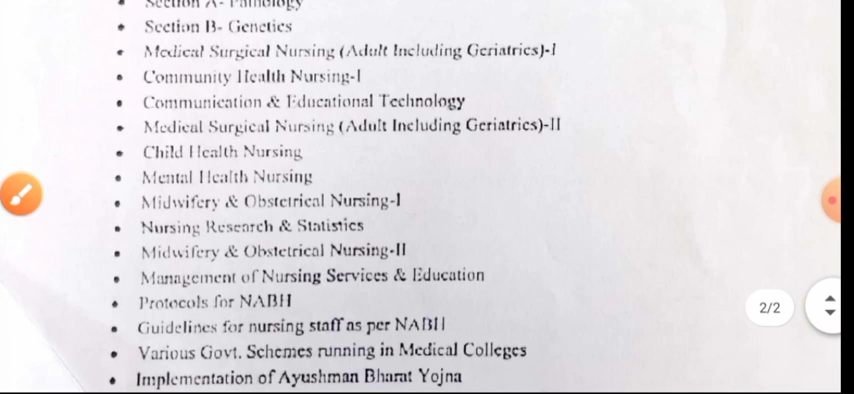 Section A- Pathology
Section B- Genetics
Medical Surgical Nursing (Adult Including Geriatrics)-I
Community Health Nursing-I
Communication & Educational Technology
Medical Surgical Nursing (Adult Including Geriatrics)-II
Child Health Nursing
Mental Health Nursing
Midwifery & Obstetrical Nursing-I
Nursing Research & Statistics
Midwifery & Obstetrical Nursing-II
Management of Nursing Services & Education
Protocols for NABH
2/2
Guidelines for nursing staff as per NABH
Various Govt. Schemes running in Medical Colleges
Implementation of Ayushman Bharat Yojna